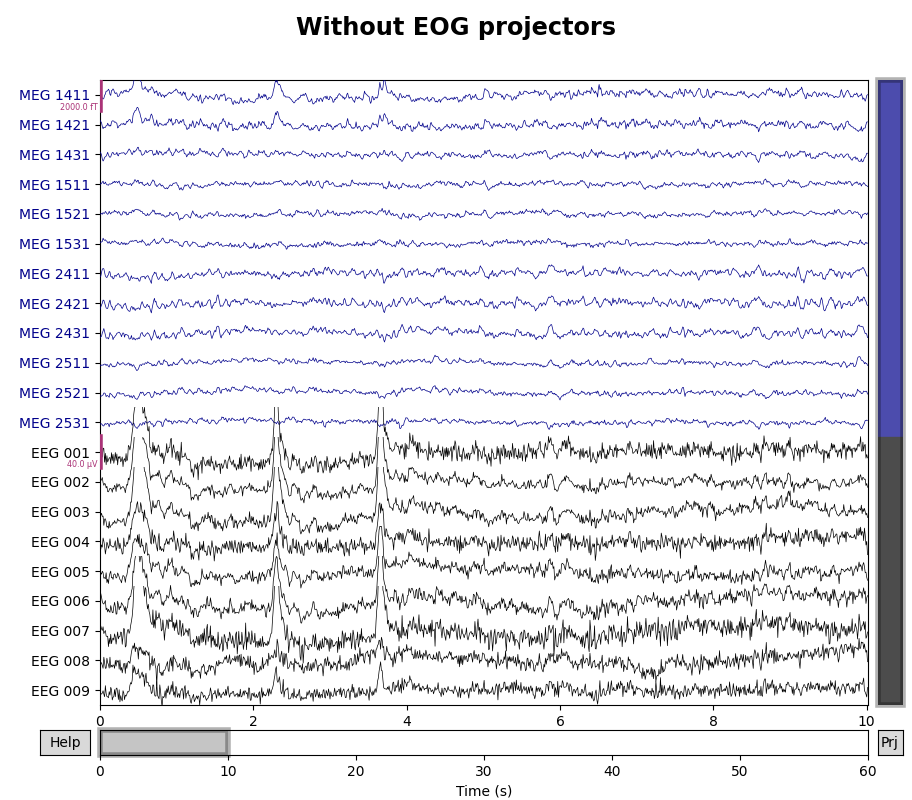 Without EOG projectors
MEG 1411
2000.0 fT
MEG 1421
MEG 1431
MEG 1511
MEG 1521
MEG 1531
MEG 2411
MEG 2421
MEG 2431
MEG 2511
MEG 2521
MEG 2531
EEG 001
40.0 µV
EEG 002
EEG 003
EEG 004
EEG 005
EEG 006
EEG 007
EEG 008
EEG 009
0 2 4 6 8 10
Help Prj
0 10 20 30 40 50 60
Time (s)